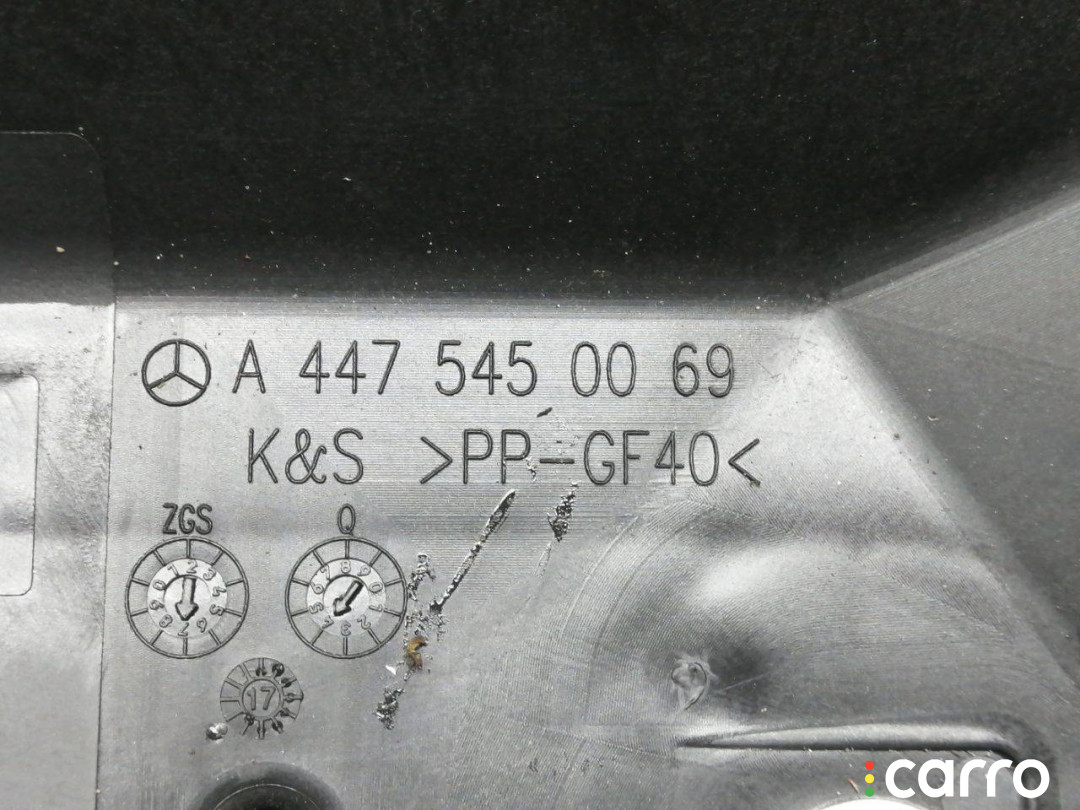 A 447 545 00 69
K&S >PP-GF40<
ZGS Q
17
carro